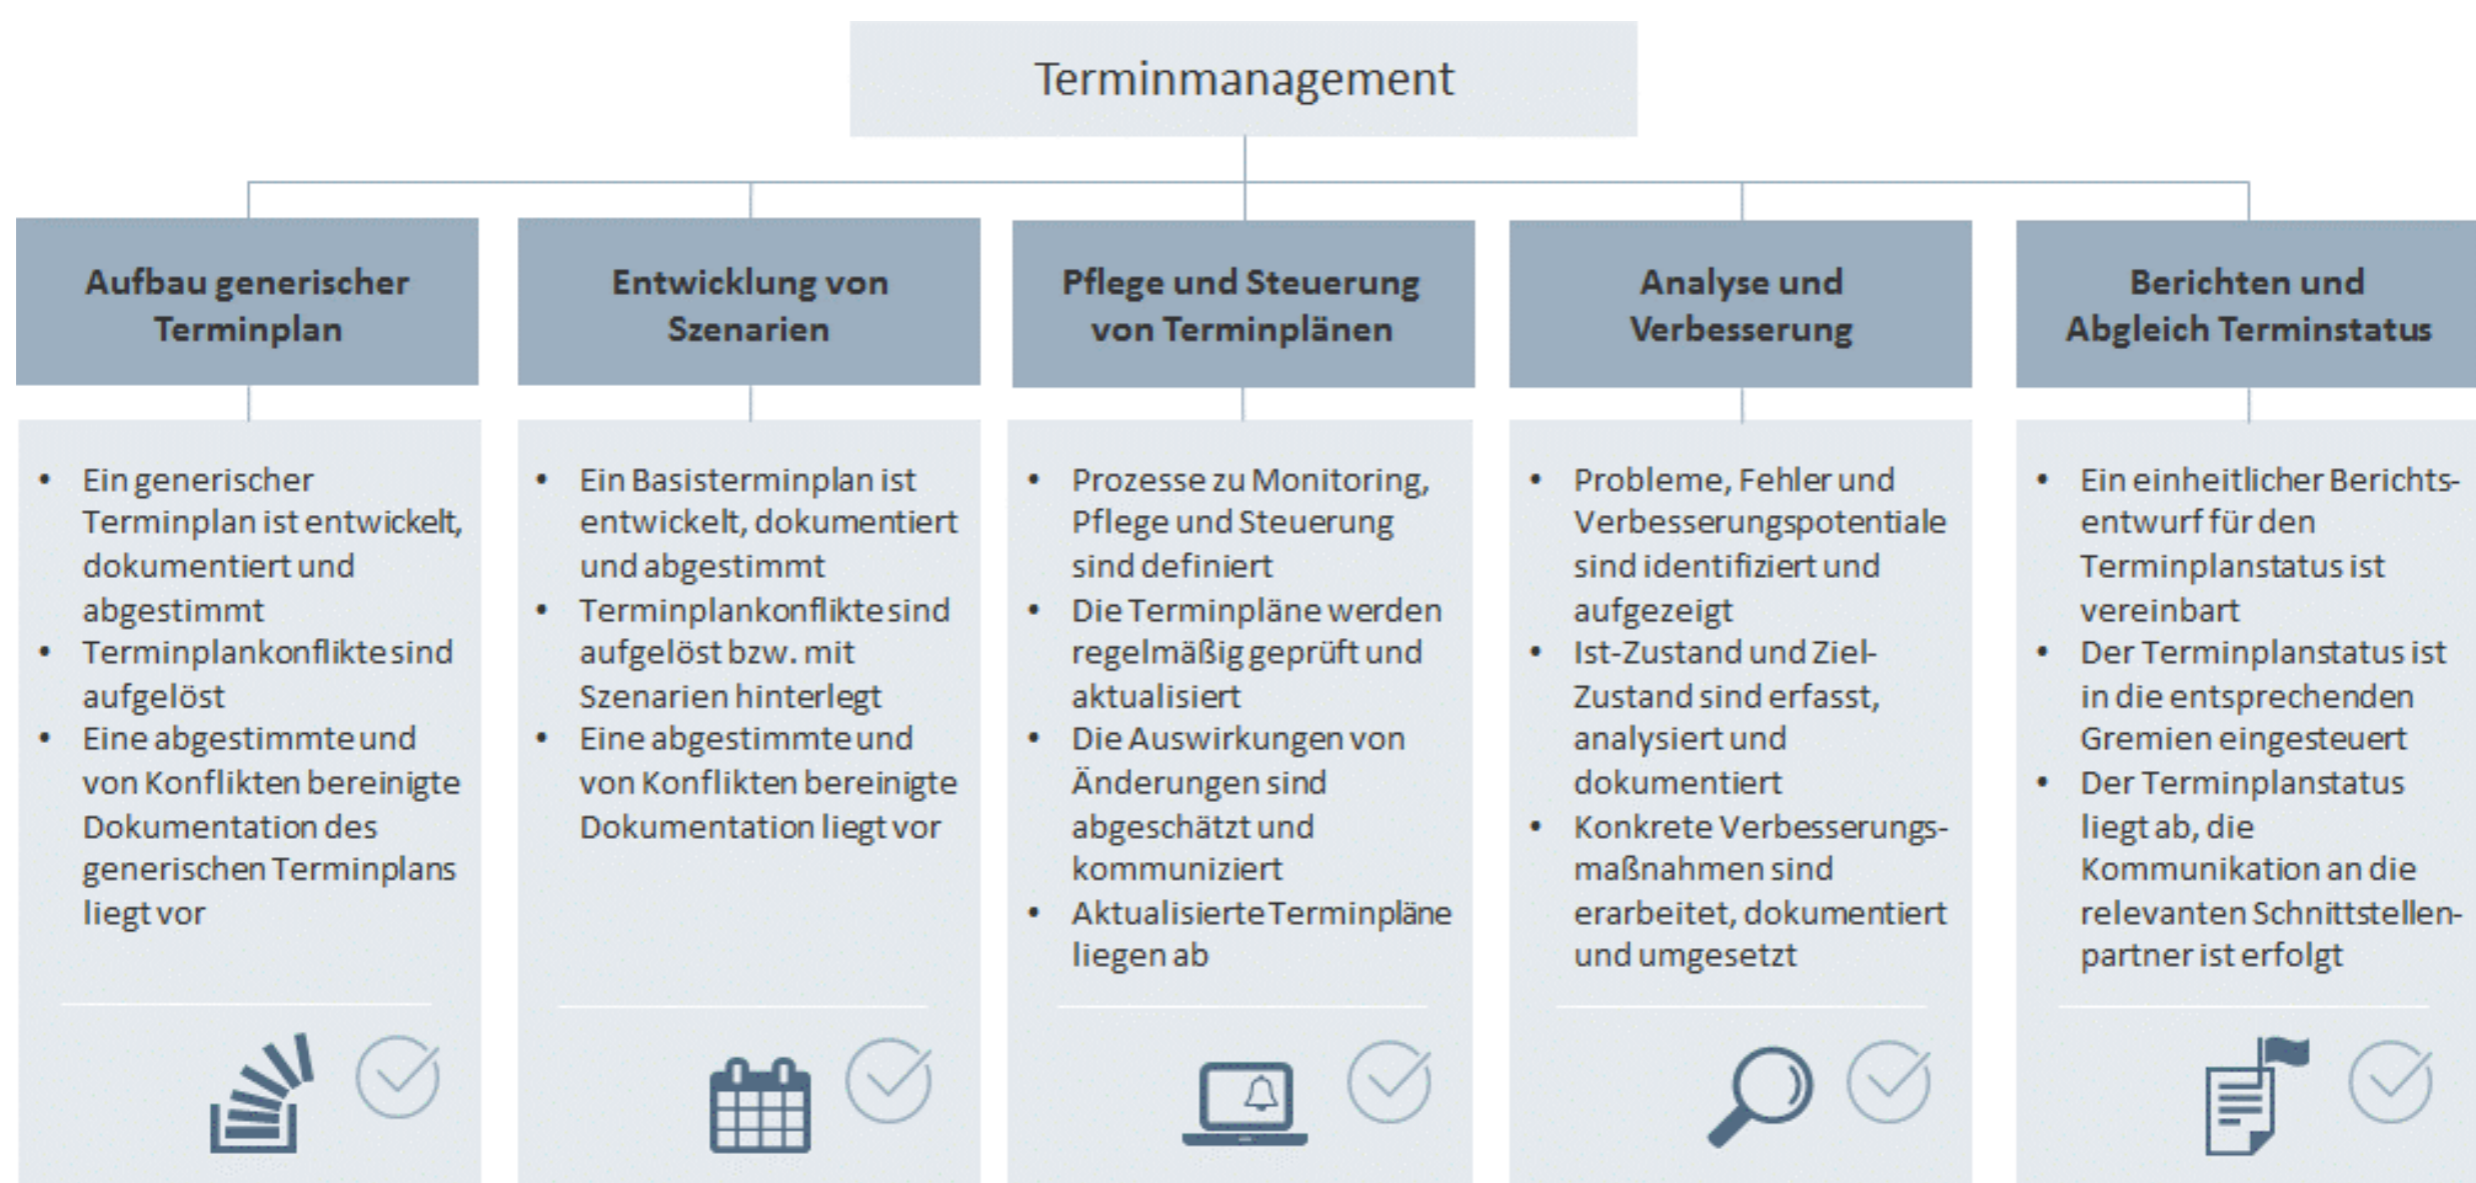 Terminmanagement
Aufbau generischer
Terminplan
Ein generischer
Terminplan ist entwickelt,
dokumentiert und
abgestimmt
Terminplankonflikte sind
aufgelöst
Eine abgestimmte und
von Konflikten bereinigte
Dokumentation des
generischen Terminplans
liegt vor
Entwicklung von
Szenarien
Ein Basisterminplan ist
entwickelt, dokumentiert
und abgestimmt
Terminplankonflikte sind
aufgelöst bzw. mit
Szenarien hinterlegt
Eine abgestimmte und
von Konflikten bereinigte
Dokumentation liegt vor
Pflege und Steuerung
von Terminplänen
Prozesse zu Monitoring,
Pflege und Steuerung
sind definiert
Die Terminpläne werden
regelmäßig geprüft und
aktualisiert
Die Auswirkungen von
Änderungen sind
abgeschätzt und
kommuniziert
Aktualisierte Terminpläne
liegen ab
Analyse und
Verbesserung
Probleme, Fehler und
Verbesserungspotentiale
sind identifiziert und
aufgezeigt
Ist-Zustand und Ziel-
Zustand sind erfasst,
analysiert und
dokumentiert
Konkrete Verbesserungs-
maßnahmen sind
erarbeitet, dokumentiert
und umgesetzt
Berichten und
Abgleich Terminstatus
Ein einheitlicher Berichts-
entwurf für den
Terminplanstatus ist
vereinbart
Der Terminplanstatus ist
in die entsprechenden
Gremien eingesteuert
Der Terminplanstatus
liegt ab, die
Kommunikation an die
relevanten Schnittstellen-
partner ist erfolgt